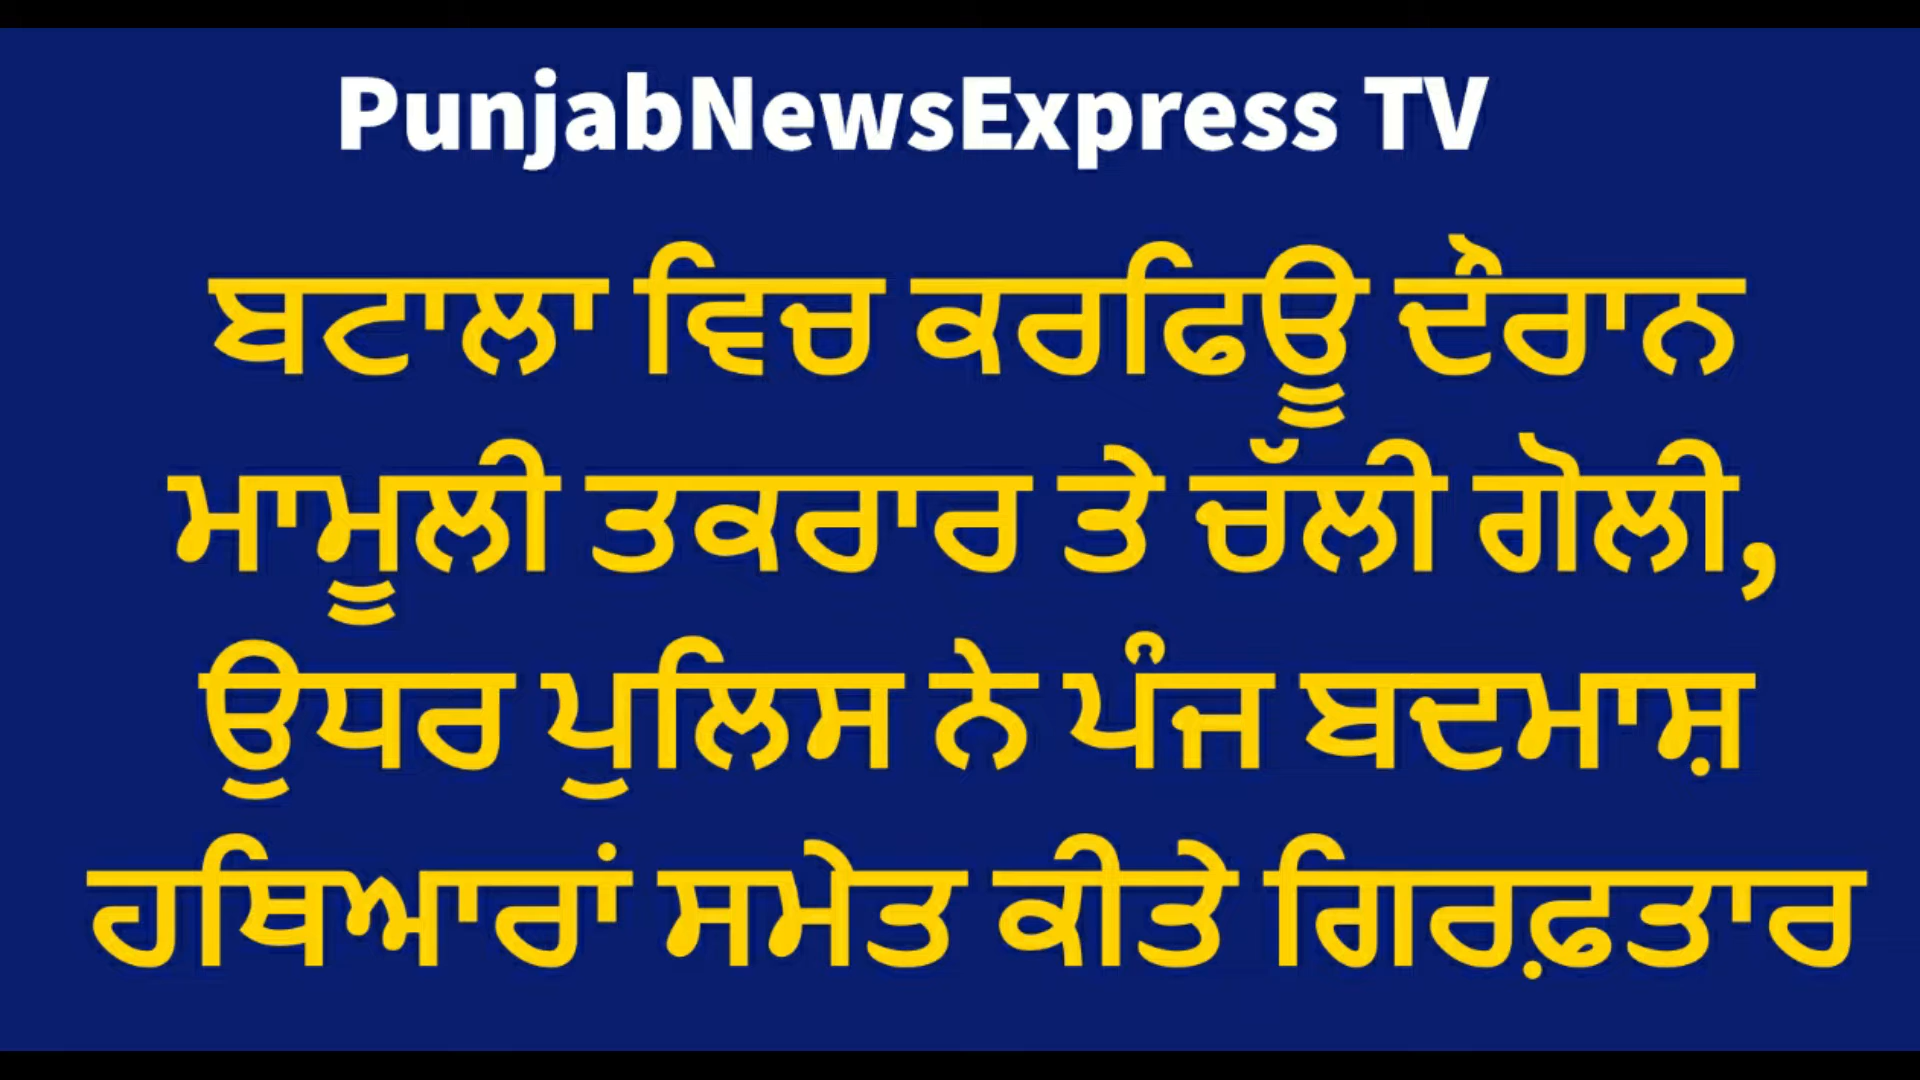 PunjabNewsExpress TV
ਬਟਾਲਾ ਵਿਚ ਕਰਫਿਊ ਦੌਰਾਨ
ਮਾਮੂਲੀ ਤਕਰਾਰ ਤੇ ਚੱਲੀ ਗੋਲੀ,
ਉਧਰ ਪੁਲਿਸ ਨੇ ਪੰਜ ਬਦਮਾਸ਼
ਹਥਿਆਰਾਂ ਸਮੇਤ ਕੀਤੇ ਗਿਰਫ਼ਤਾਰ